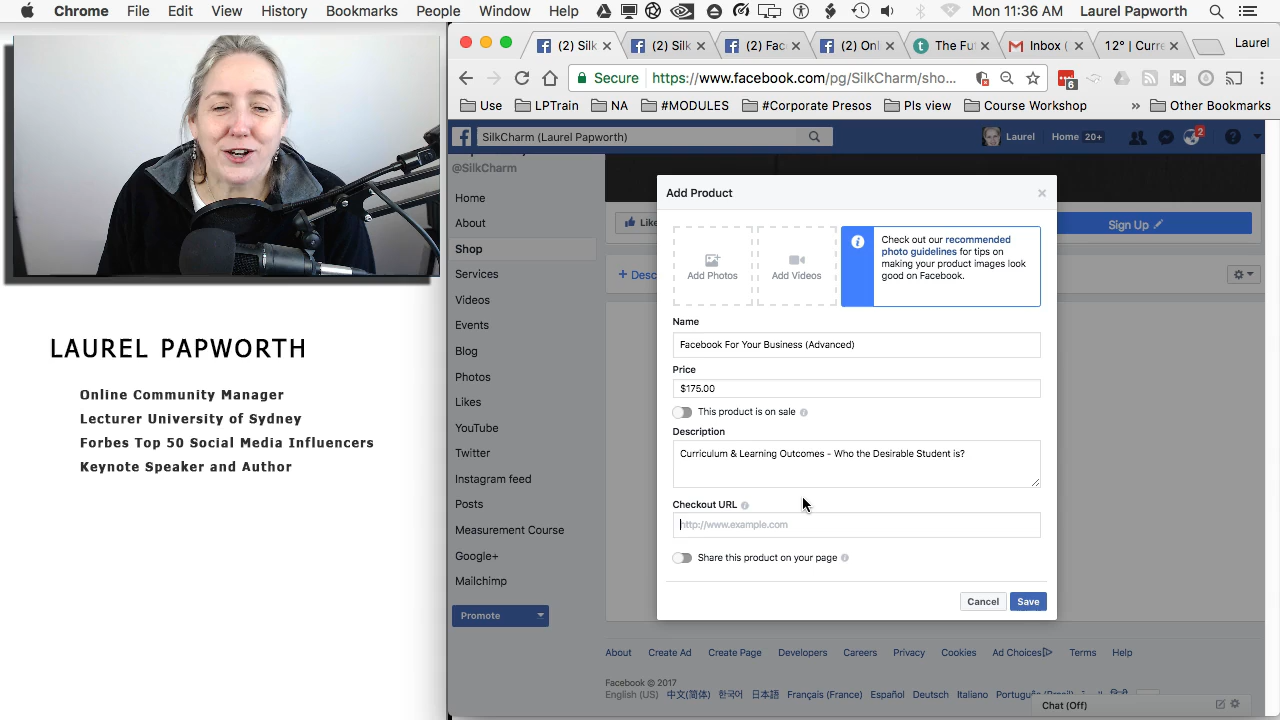 Chrome File Edit View History Bookmarks People Window Help Mon 11:36 AM Laurel Papworth
(2) Silk (2) Silk (2) Fac (2) Onl The Fu Inbox ( 12° | Curre Laurel
Secure https://www.facebook.com/pg/SilkCharm/sho... 6
Use LPTrain NA #MODULES #Corporate Presos Pls view Course Workshop » Other Bookmarks
SilkCharm (Laurel Papworth) Laurel Home 20+ 2
@SilkCharm
Home
About
Shop
Services
Videos
Events
Blog
Photos
Likes
YouTube
Twitter
Instagram feed
Posts
Measurement Course
Google+
Mailchimp
Promote
Like
Sign Up
+ Desc
Add Product ×
Add Photos
Add Videos
Check out our recommended
photo guidelines for tips on
making your product images look
good on Facebook.
Name
Facebook For Your Business (Advanced)
Price
$175.00
This product is on sale
Description
Curriculum & Learning Outcomes - Who the Desirable Student is?
Checkout URL
http://www.example.com
Share this product on your page
Cancel Save
About Create Ad Create Page Developers Careers Privacy Cookies Ad Choices Terms Help
Facebook © 2017
English (US) 中文(简体) 한국어 日本語 Français (France) Español Deutsch Italiano Português (Brasil)
Chat (Off)
LAUREL PAPWORTH
Online Community Manager
Lecturer University of Sydney
Forbes Top 50 Social Media Influencers
Keynote Speaker and Author